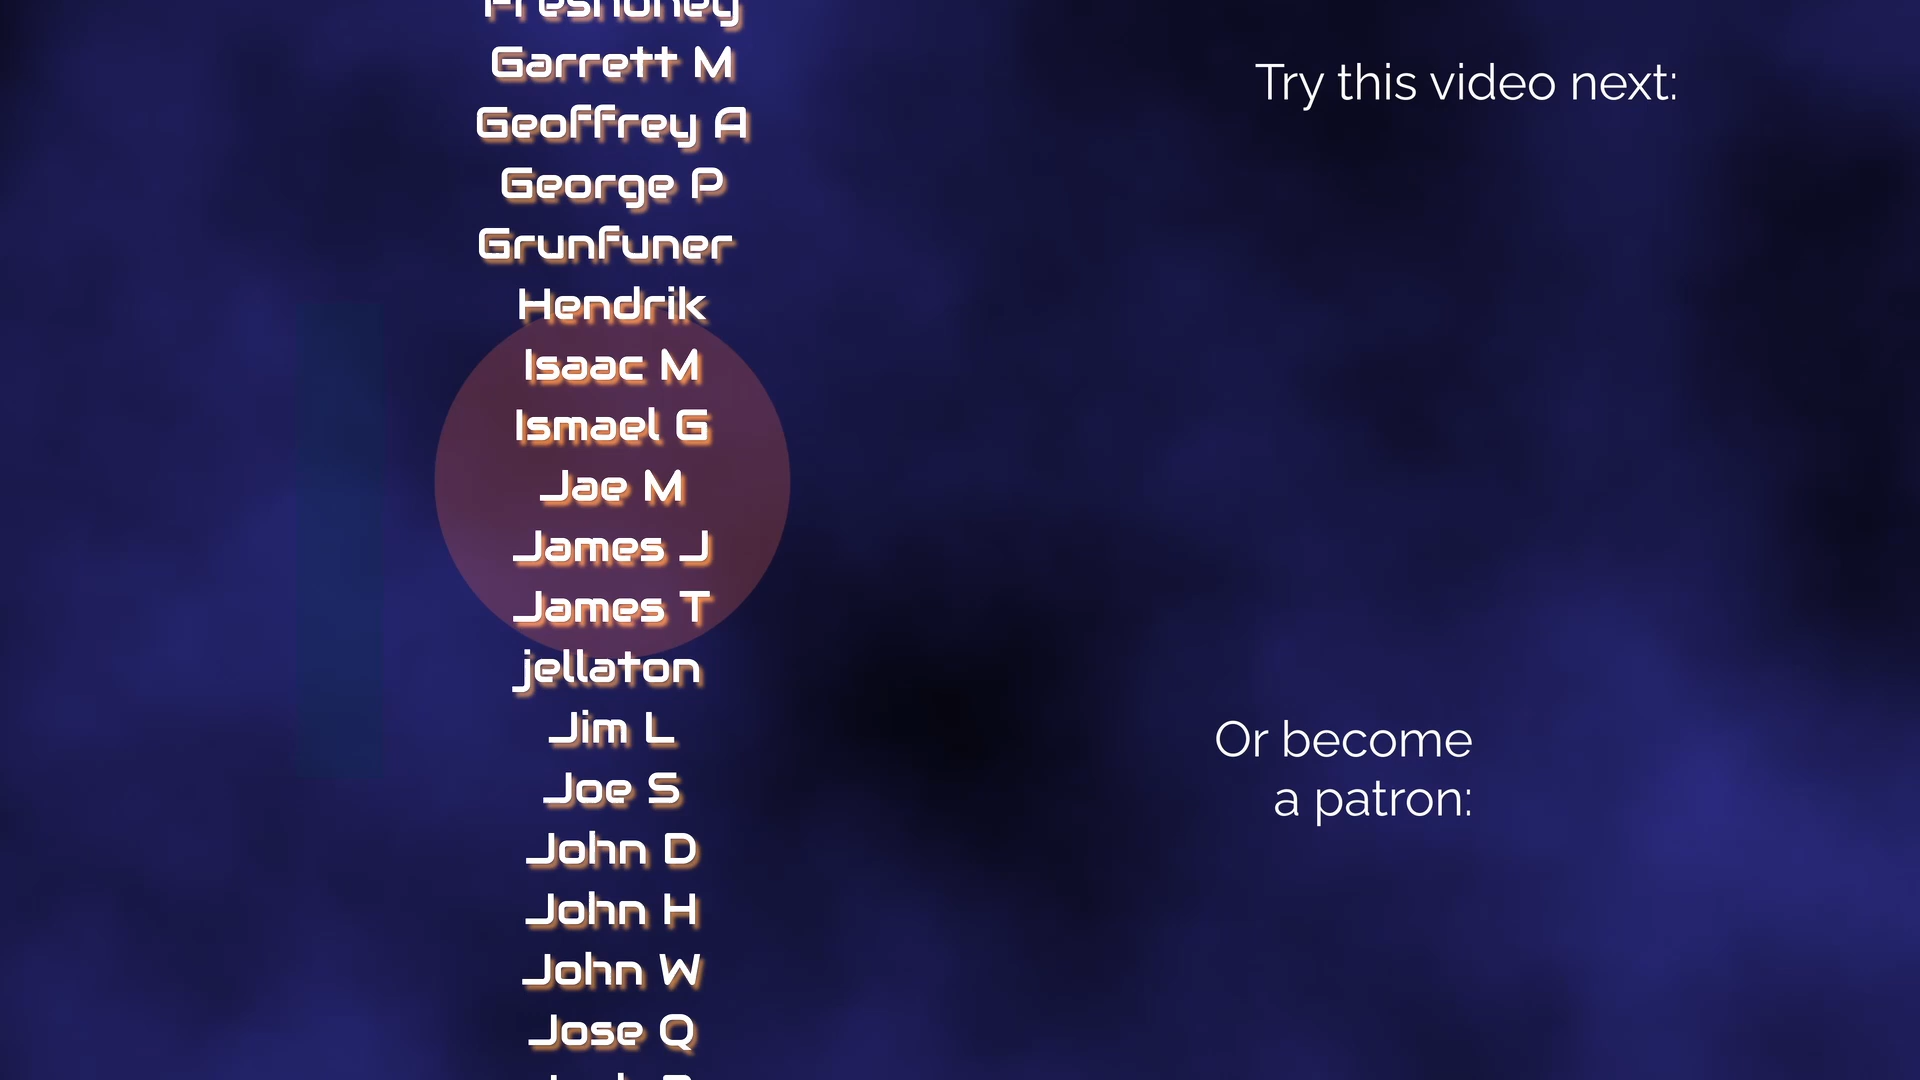 Freshoney
Garrett M
Geoffrey A
George P
Grunfuner
Hendrik
Isaac M
Ismael G
Jae M
James J
James T
jellaton
Jim L
Joe S
John D
John H
John W
Jose Q
Try this video next:
Or become
a patron: